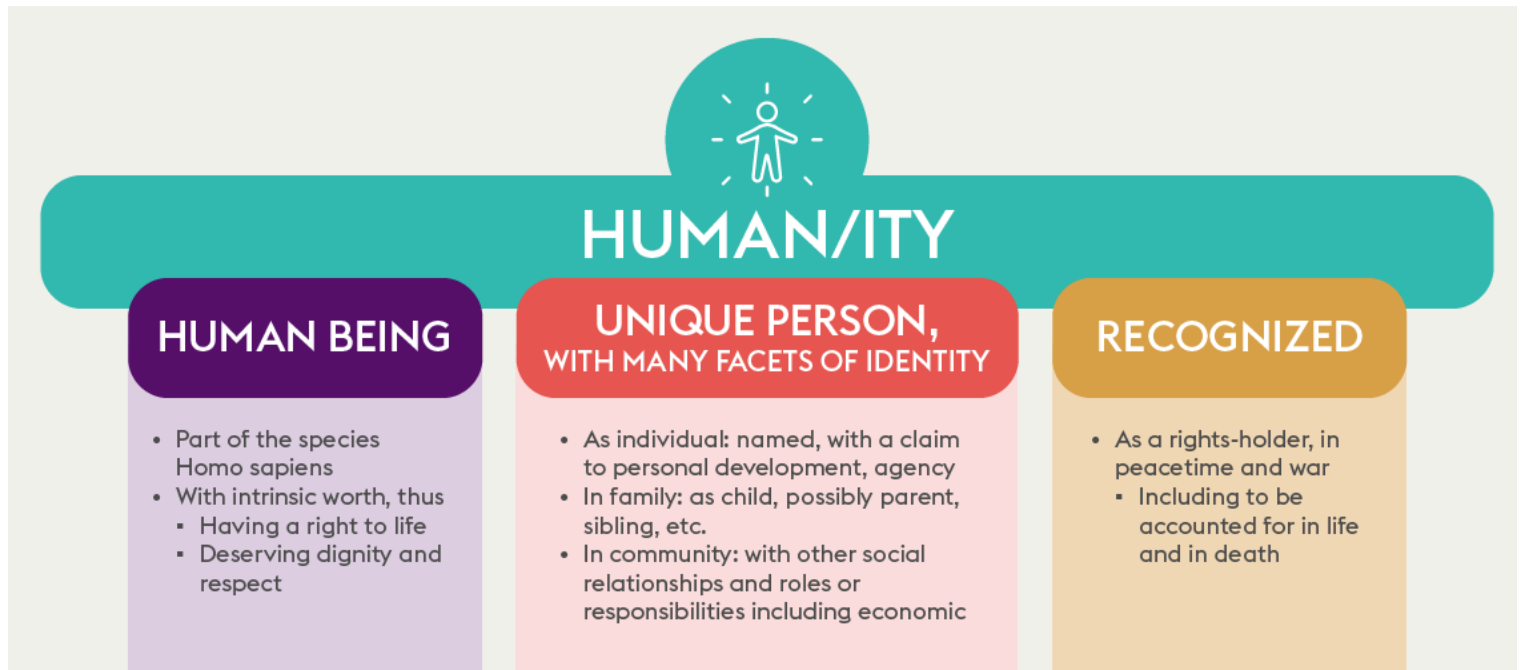 HUMAN/ITY
HUMAN BEING
• Part of the species
Homo sapiens
• With intrinsic worth, thus
▪ Having a right to life
▪ Deserving dignity and
respect
UNIQUE PERSON,
WITH MANY FACETS OF IDENTITY
• As individual: named, with a claim
to personal development, agency
• In family: as child, possibly parent,
sibling, etc.
• In community: with other social
relationships and roles or
responsibilities including economic
RECOGNIZED
• As a rights-holder, in
peacetime and war
▪ Including to be
accounted for in life
and in death